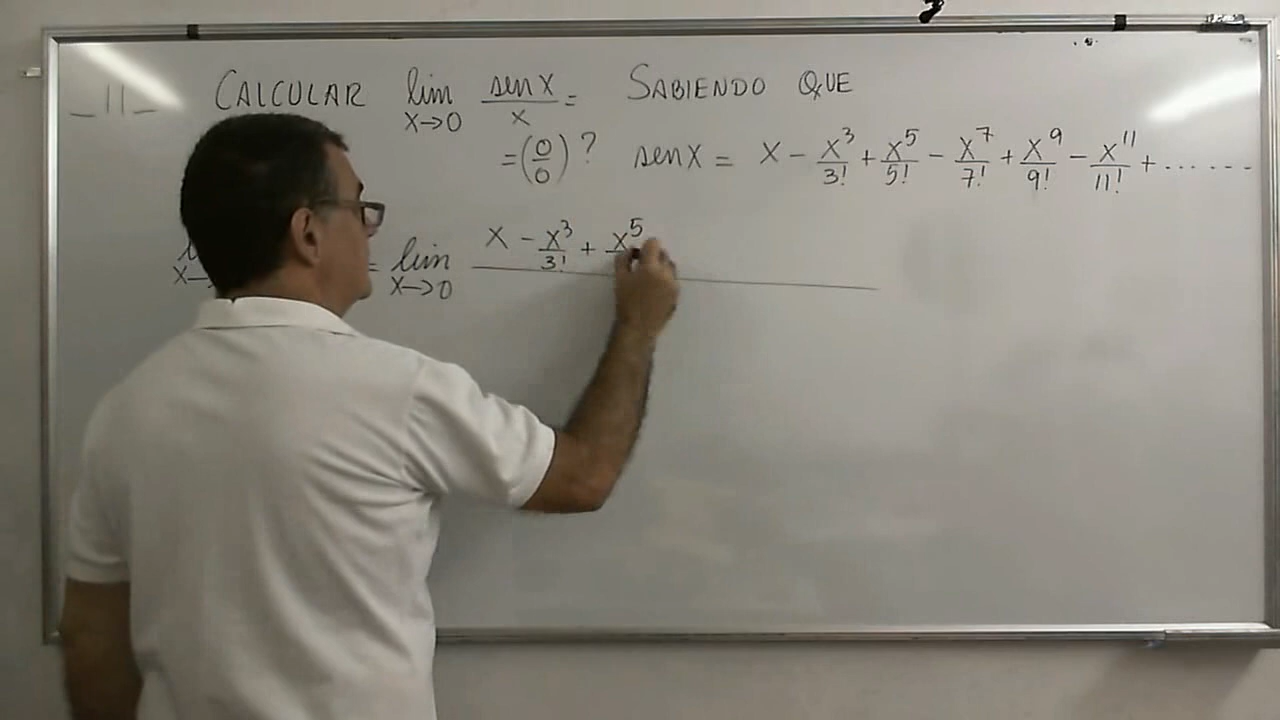 _11_ CALCULAR lim x→0 sen x / x = SABIENDO QUE
= (0/0) ? sen x = x - x³/3! + x⁵/5! - x⁷/7! + x⁹/9! - x¹¹/11! + .......
= lim x→0 x - x³/3! + x⁵